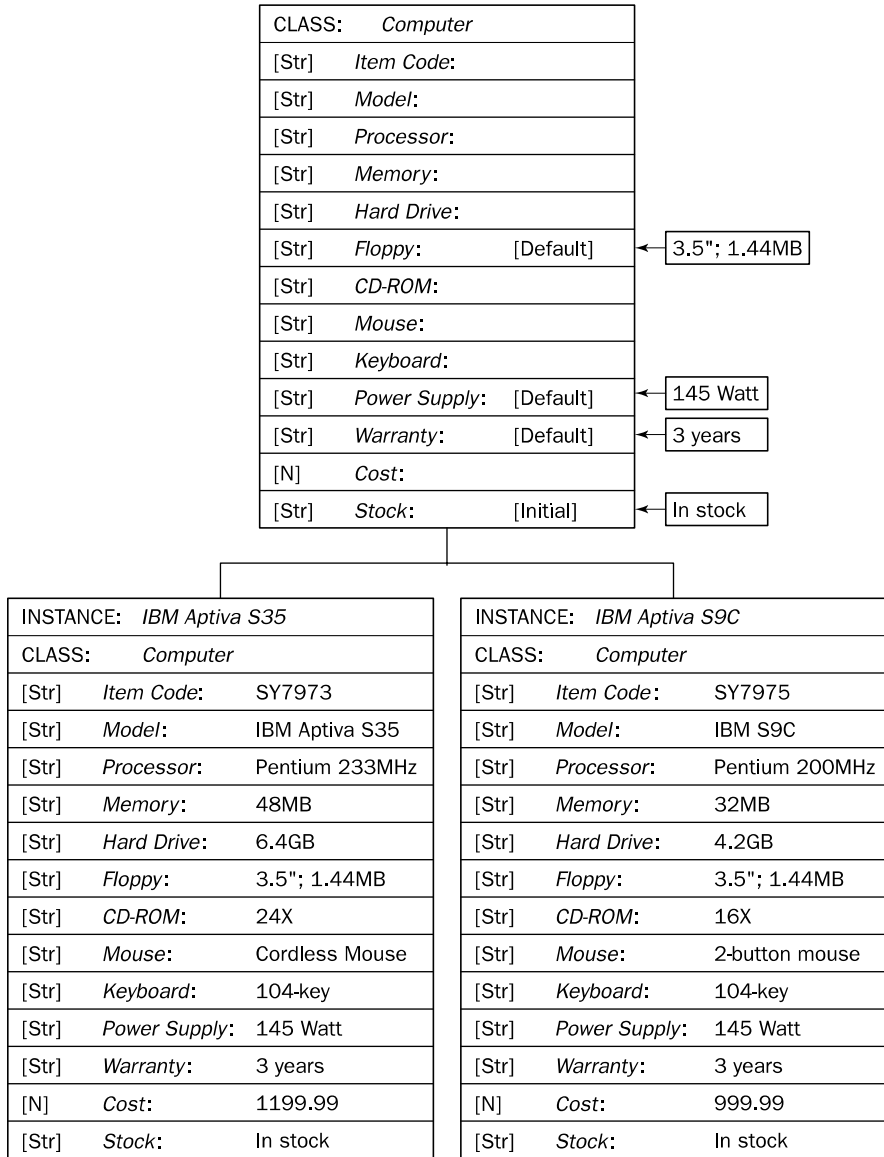 CLASS: Computer
[Str] Item Code:
[Str] Model:
[Str] Processor:
[Str] Memory:
[Str] Hard Drive:
[Str] Floppy: [Default] 3.5"; 1.44MB
[Str] CD-ROM:
[Str] Mouse:
[Str] Keyboard:
[Str] Power Supply: [Default] 145 Watt
[Str] Warranty: [Default] 3 years
[N] Cost:
[Str] Stock: [Initial] In stock
INSTANCE: IBM Aptiva S35
CLASS: Computer
[Str] Item Code: SY7973
[Str] Model: IBM Aptiva S35
[Str] Processor: Pentium 233MHz
[Str] Memory: 48MB
[Str] Hard Drive: 6.4GB
[Str] Floppy: 3.5"; 1.44MB
[Str] CD-ROM: 24X
[Str] Mouse: Cordless Mouse
[Str] Keyboard: 104-key
[Str] Power Supply: 145 Watt
[Str] Warranty: 3 years
[N] Cost: 1199.99
[Str] Stock: In stock
INSTANCE: IBM Aptiva S9C
CLASS: Computer
[Str] Item Code: SY7975
[Str] Model: IBM S9C
[Str] Processor: Pentium 200MHz
[Str] Memory: 32MB
[Str] Hard Drive: 4.2GB
[Str] Floppy: 3.5"; 1.44MB
[Str] CD-ROM: 16X
[Str] Mouse: 2-button mouse
[Str] Keyboard: 104-key
[Str] Power Supply: 145 Watt
[Str] Warranty: 3 years
[N] Cost: 999.99
[Str] Stock: In stock